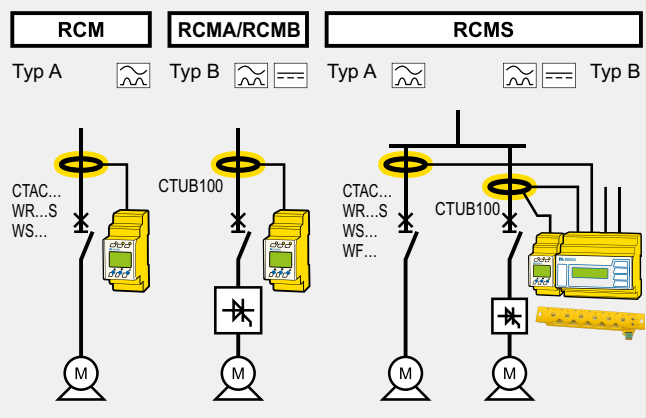 RCM
RCMA/RCMB
RCMS
Typ A
Typ B
Typ A
Typ B
CTAC...
WR...S
WS...
CTUB100
CTAC...
WR...S
WS...
WF...
CTUB100
M
M
M
M